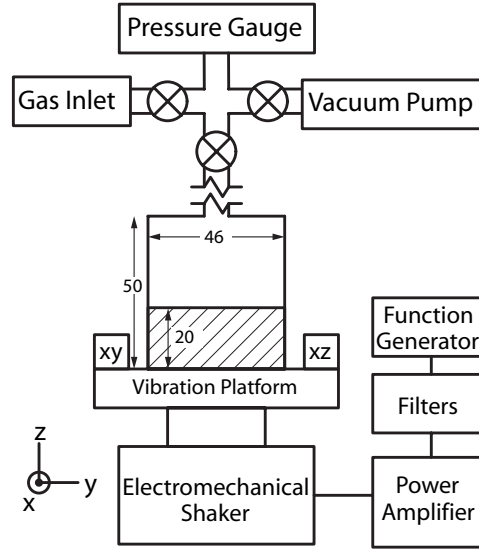 Pressure Gauge
Gas Inlet
Vacuum Pump
46
50
20
xy
xz
Vibration Platform
Function
Generator
Filters
Electromechanical
Shaker
Power
Amplifier
z
y
x